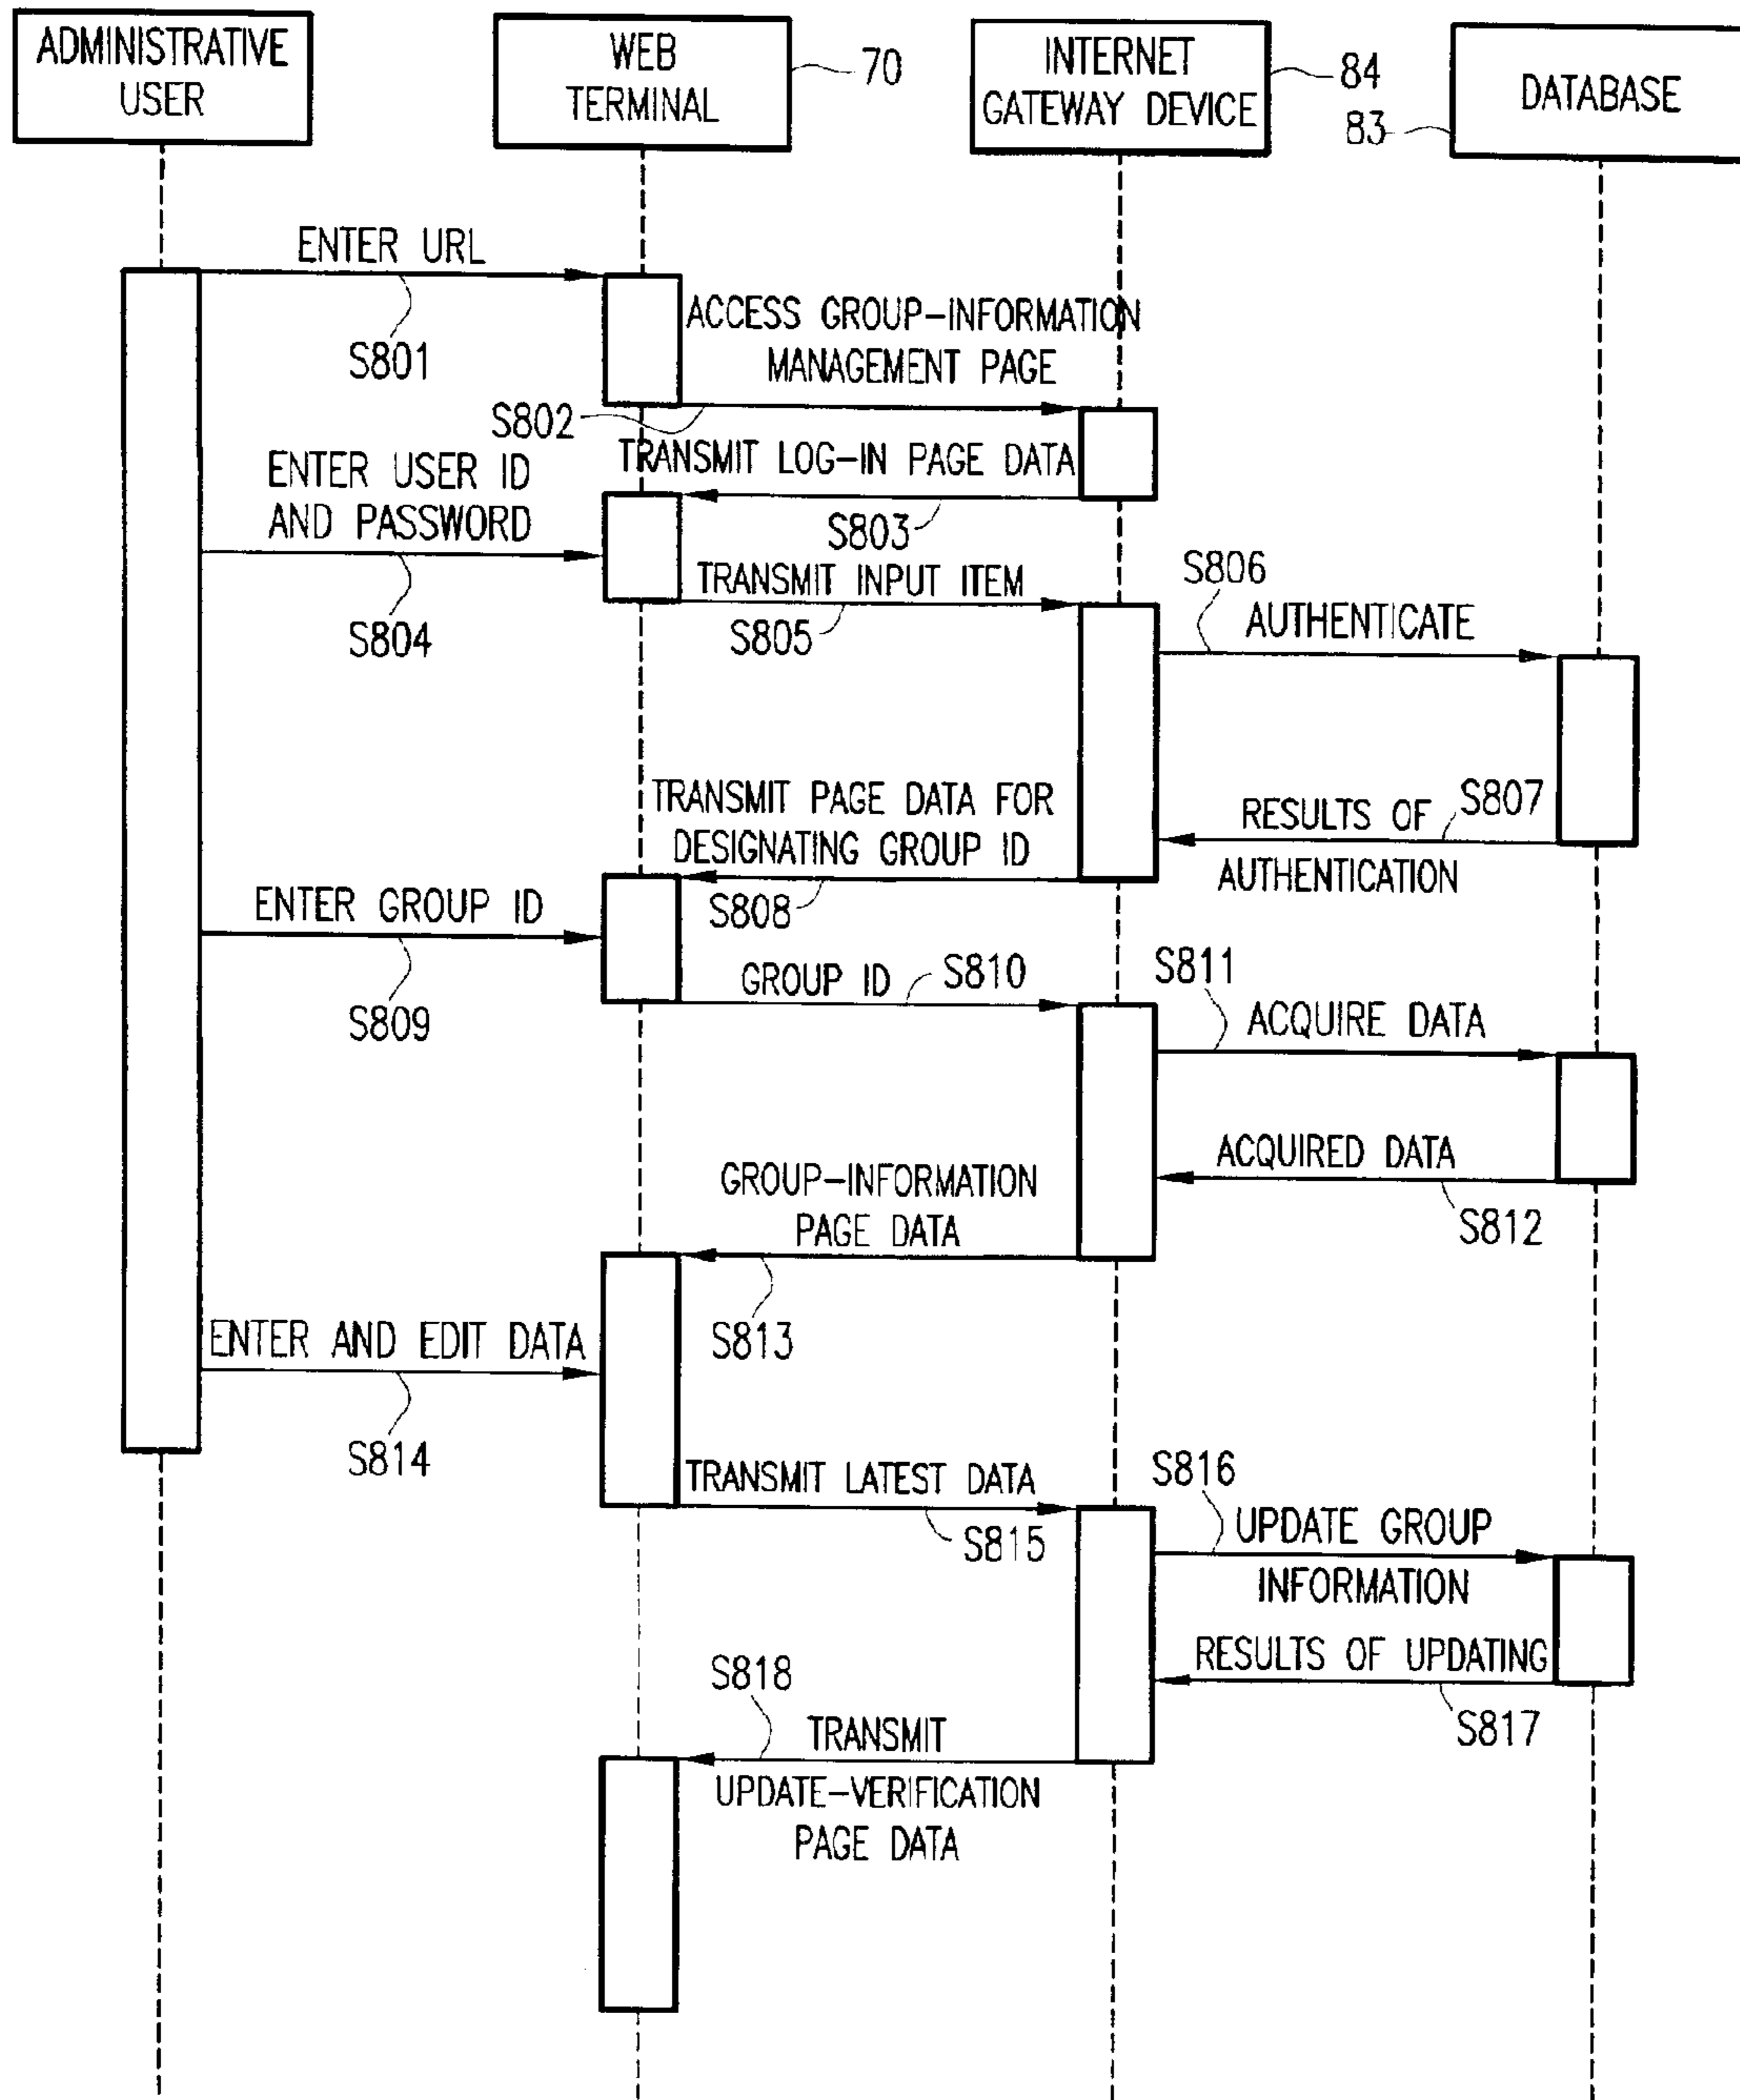 ADMINISTRATIVE
USER
WEB
TERMINAL
70
INTERNET
GATEWAY DEVICE
84
83
DATABASE
ENTER URL
S801
ACCESS GROUP-INFORMATION
MANAGEMENT PAGE
S802
TRANSMIT LOG-IN PAGE DATA
S803
ENTER USER ID
AND PASSWORD
S804
TRANSMIT INPUT ITEM
S805
S806
AUTHENTICATE
S807
RESULTS OF
AUTHENTICATION
TRANSMIT PAGE DATA FOR
DESIGNATING GROUP ID
S808
ENTER GROUP ID
S809
GROUP ID
S810
S811
ACQUIRE DATA
ACQUIRED DATA
S812
GROUP-INFORMATION
PAGE DATA
S813
ENTER AND EDIT DATA
S814
TRANSMIT LATEST DATA
S815
S816
UPDATE GROUP
INFORMATION
RESULTS OF UPDATING
S817
S818
TRANSMIT
UPDATE-VERIFICATION
PAGE DATA